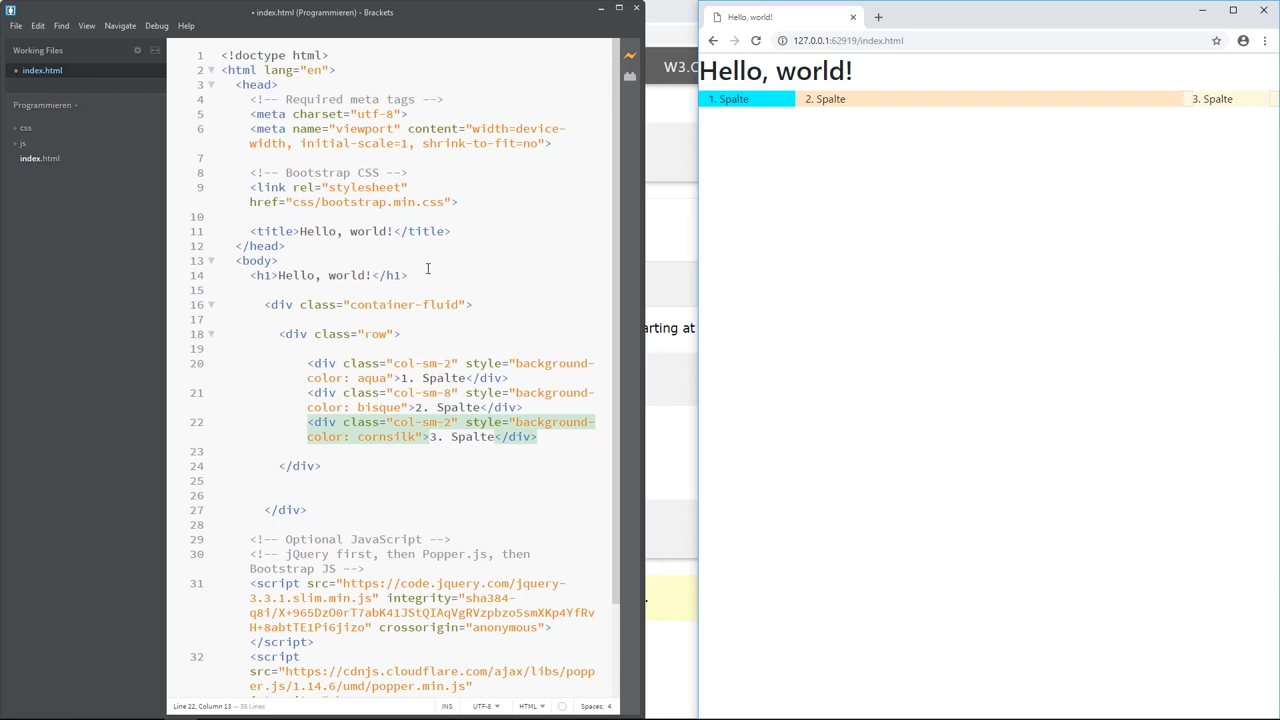 • index.html (Programmieren) - Brackets
File Edit Find View Navigate Debug Help
Working Files
• index.html
Programmieren
css
js
index.html
1 <!doctype html>
2 <html lang="en">
3 <head>
4 <!-- Required meta tags -->
5 <meta charset="utf-8">
6 <meta name="viewport" content="width=device-
width, initial-scale=1, shrink-to-fit=no">
7
8 <!-- Bootstrap CSS -->
9 <link rel="stylesheet"
href="css/bootstrap.min.css">
10
11 <title>Hello, world!</title>
12 </head>
13 <body>
14 <h1>Hello, world!</h1>
15
16 <div class="container-fluid">
17
18 <div class="row">
19
20 <div class="col-sm-2" style="background-
color: aqua">1. Spalte</div>
21 <div class="col-sm-8" style="background-
color: bisque">2. Spalte</div>
22 <div class="col-sm-2" style="background-
color: cornsilk">3. Spalte</div>
23
24 </div>
25
26
27 </div>
28
29 <!-- Optional JavaScript -->
30 <!-- jQuery first, then Popper.js, then
Bootstrap JS -->
31 <script src="https://code.jquery.com/jquery-
3.3.1.slim.min.js" integrity="sha384-
q8i/X+965DzO0rT7abK41JStQIAqVgRVzpbzo5smXKp4YfRv
H+8abtTE1Pi6jizo" crossorigin="anonymous">
</script>
32 <script
src="https://cdnjs.cloudflare.com/ajax/libs/popp
er.js/1.14.6/umd/popper.min.js"
Line 22, Column 13 — 35 Lines
INS UTF-8 HTML Spaces: 4
W3.C
arting at
Hello, world!
127.0.0.1:62919/index.html
Hello, world!
1. Spalte 2. Spalte 3. Spalte